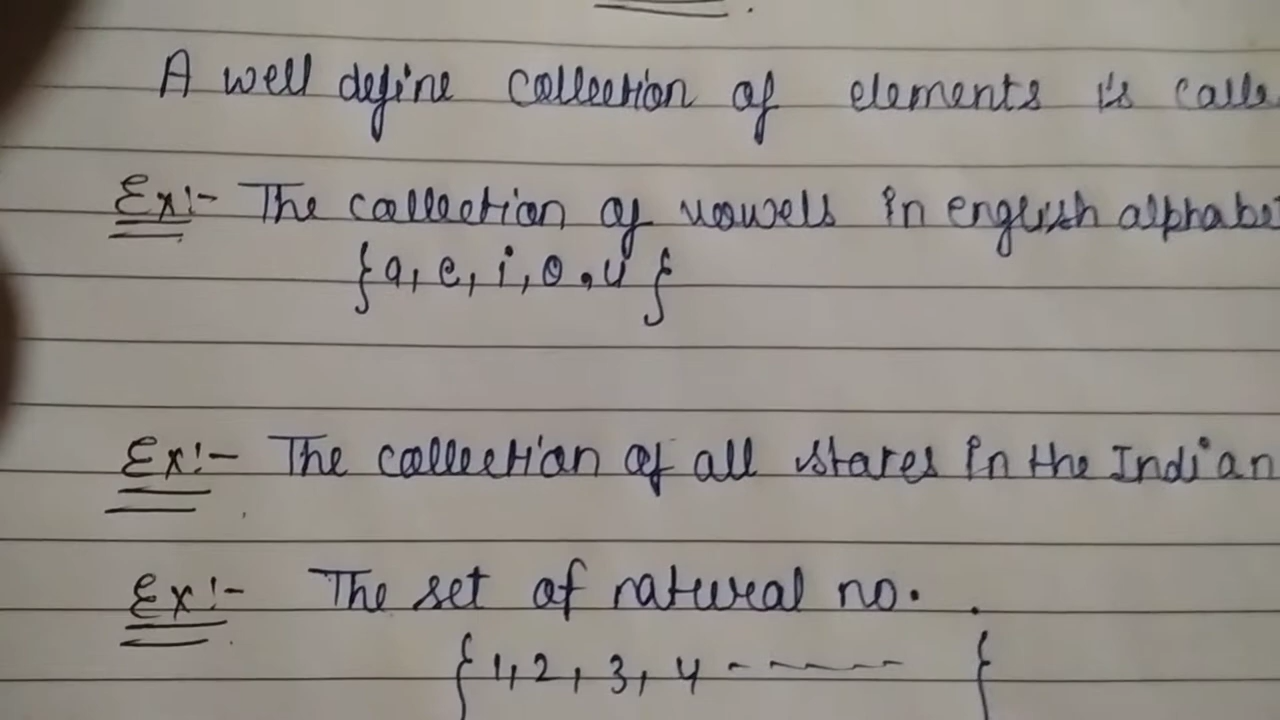 A well define collection of elements is calle
Ex:- The collection of vowels in english alphabet
{a, e, i, o, u}
Ex:- The collection of all states in the Indian
Ex:- The set of natural no.
{1, 2, 3, 4 ------ }